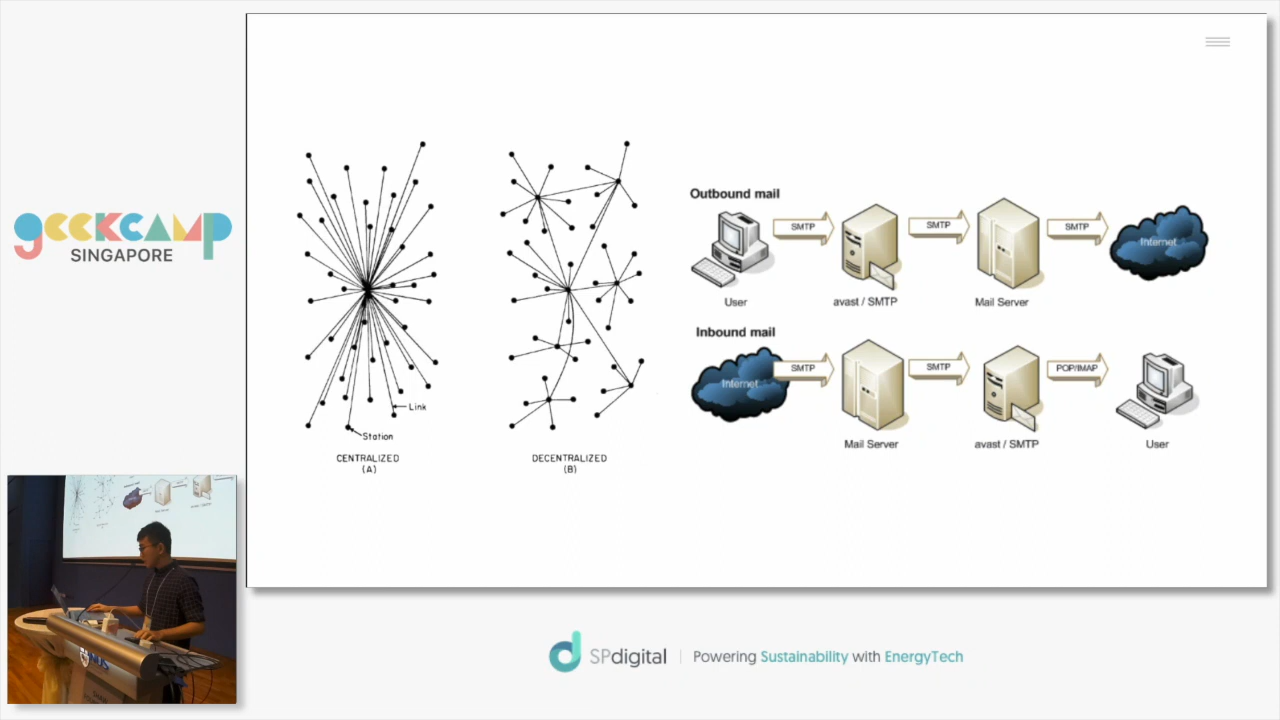 geekcamp
SINGAPORE
Link
Station
CENTRALIZED
(A)
DECENTRALIZED
(B)
Outbound mail
SMTP
SMTP
SMTP
Internet
User
avast / SMTP
Mail Server
Inbound mail
Internet
SMTP
SMTP
POP/IMAP
Mail Server
avast / SMTP
User
NUS
SPdigital
Powering Sustainability with EnergyTech